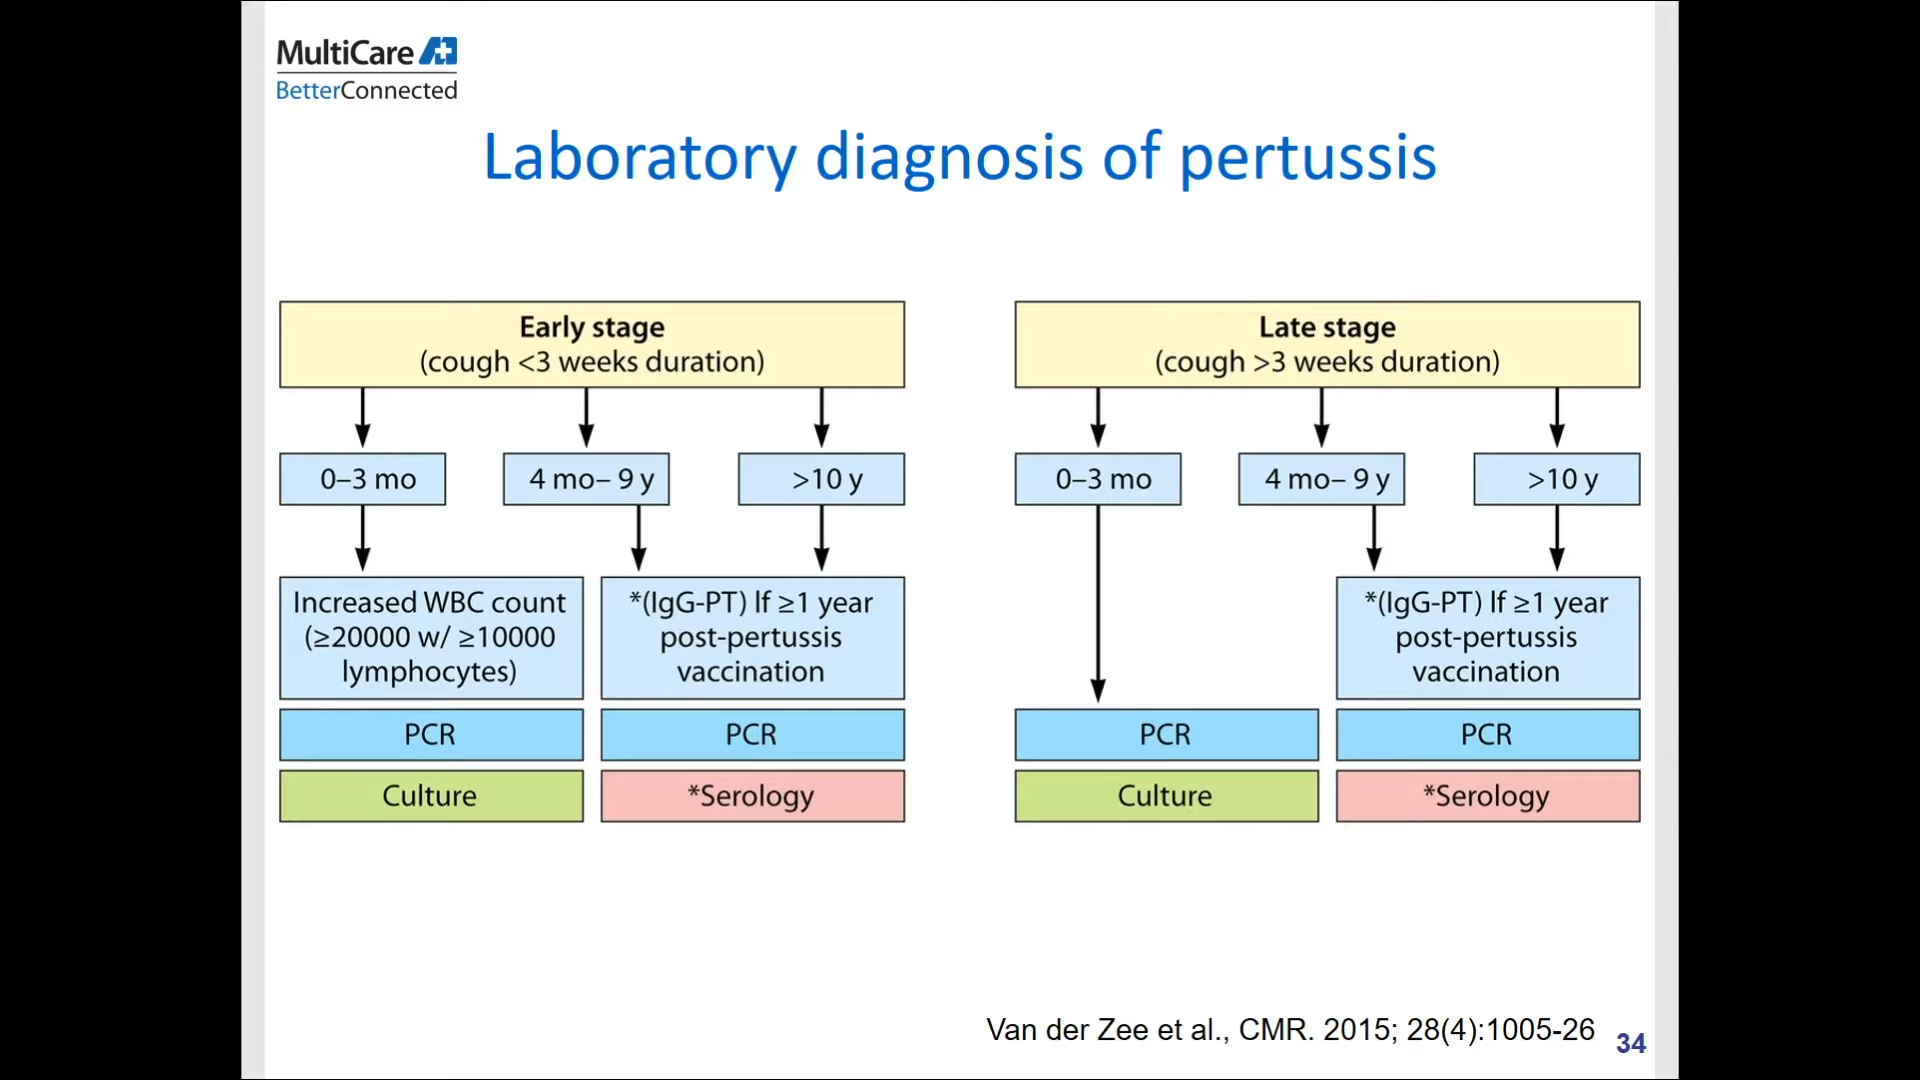 MultiCare
BetterConnected
Laboratory diagnosis of pertussis
Early stage
(cough <3 weeks duration)
0–3 mo
4 mo– 9 y
>10 y
Increased WBC count
(≥20000 w/ ≥10000
lymphocytes)
*(IgG-PT) If ≥1 year
post-pertussis
vaccination
PCR
PCR
Culture
*Serology
Late stage
(cough >3 weeks duration)
0–3 mo
4 mo– 9 y
>10 y
*(IgG-PT) If ≥1 year
post-pertussis
vaccination
PCR
PCR
Culture
*Serology
Van der Zee et al., CMR. 2015; 28(4):1005-26
34